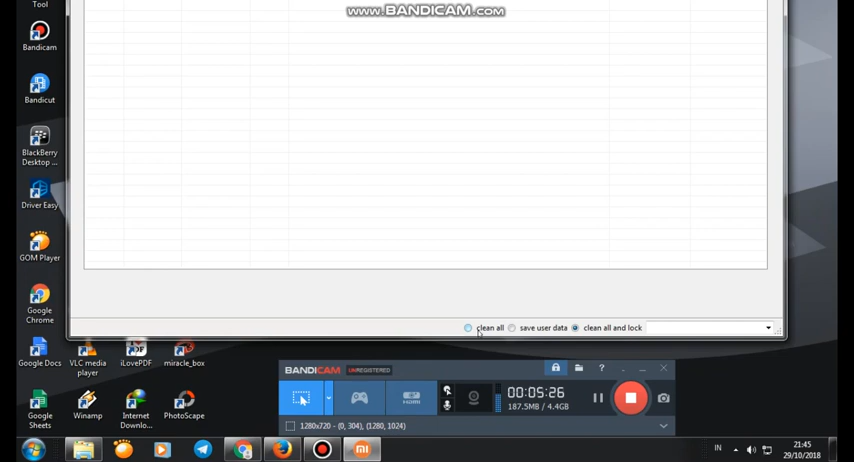 Tool
www.BANDICAM.com
Bandicam
Bandicut
BlackBerry
Desktop ...
Driver Easy
GOM Player
Google
Chrome
clean all
save user data
clean all and lock
Google Docs
VLC media
player
iLovePDF
miracle_box
Google
Sheets
Winamp
Internet
Downlo...
PhotoScape
BANDICAM UNREGISTERED
?
HDMI
00:05:26
187.5MB / 4.4GB
1280x720 - (0, 304), (1280, 1024)
IN
21:45
29/10/2018